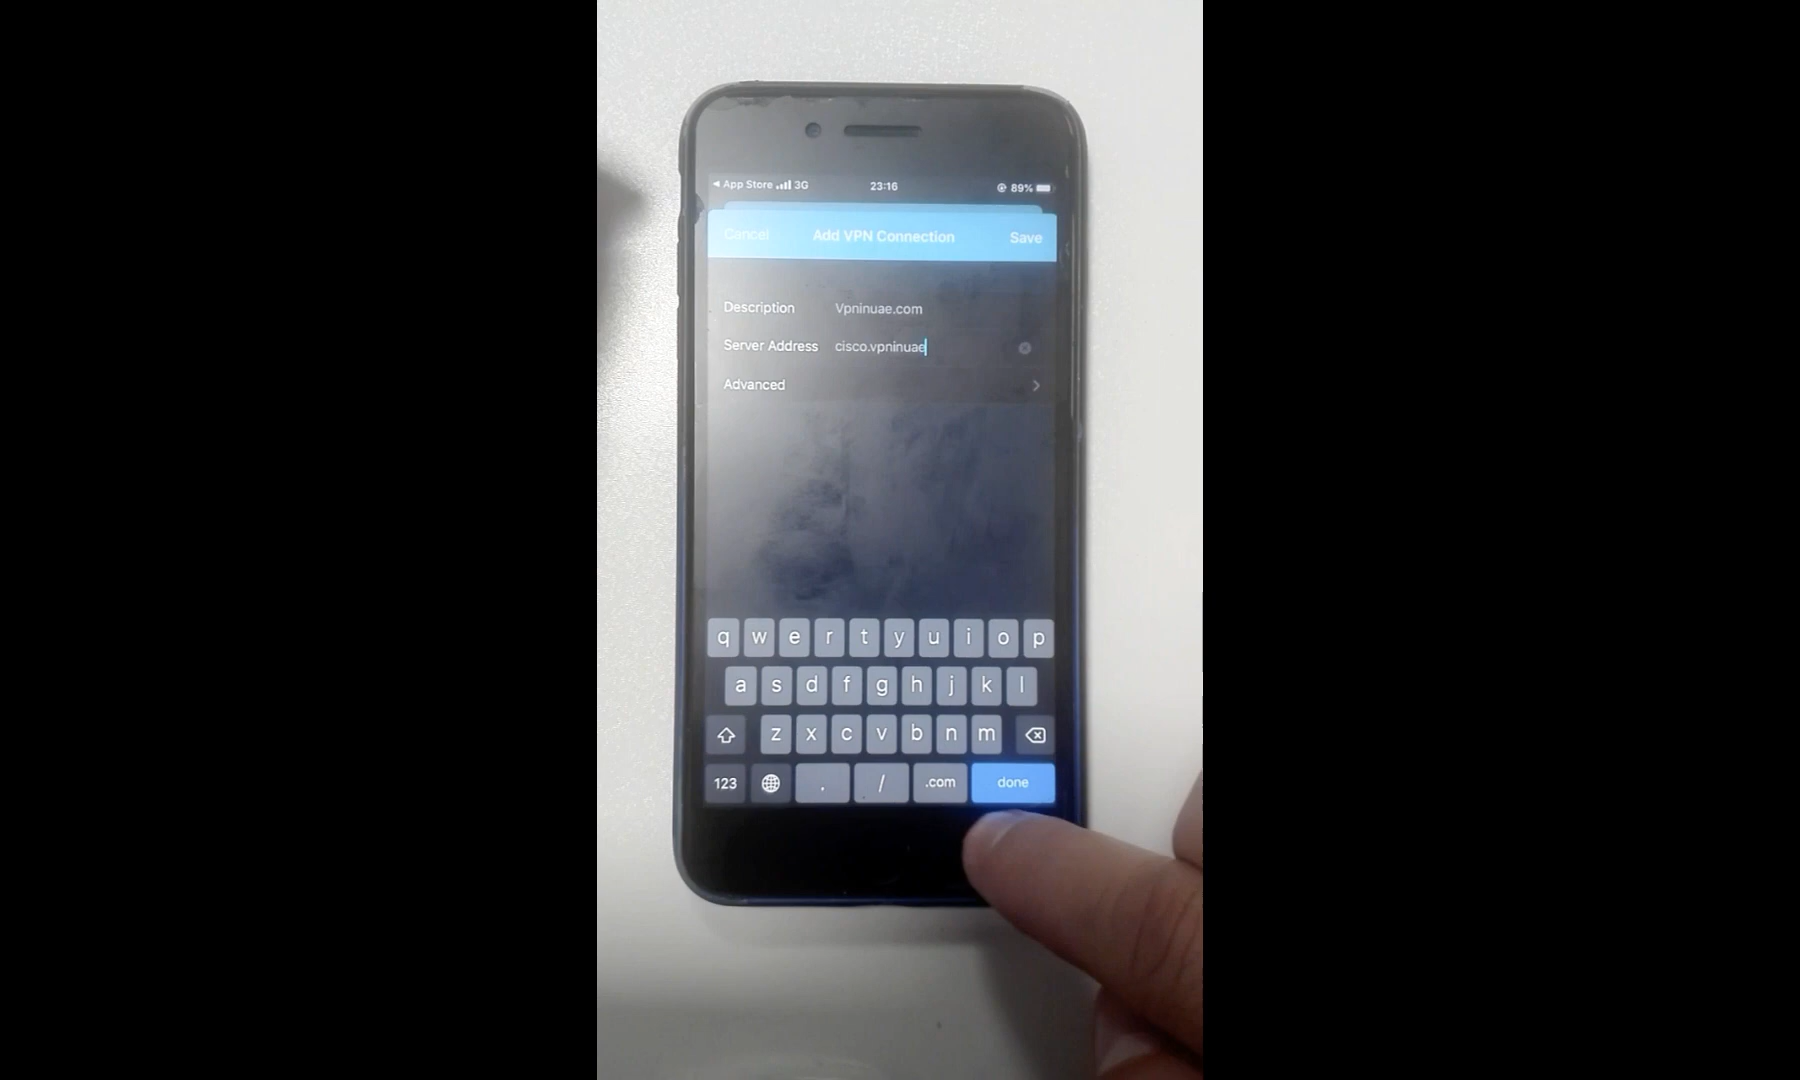 App Store 3G 23:16 89%
Cancel Add VPN Connection Save
Description Vpninuae.com
Server Address cisco.vpninuae
Advanced
q w e r t y u i o p
a s d f g h j k l
z x c v b n m
123 . / .com done